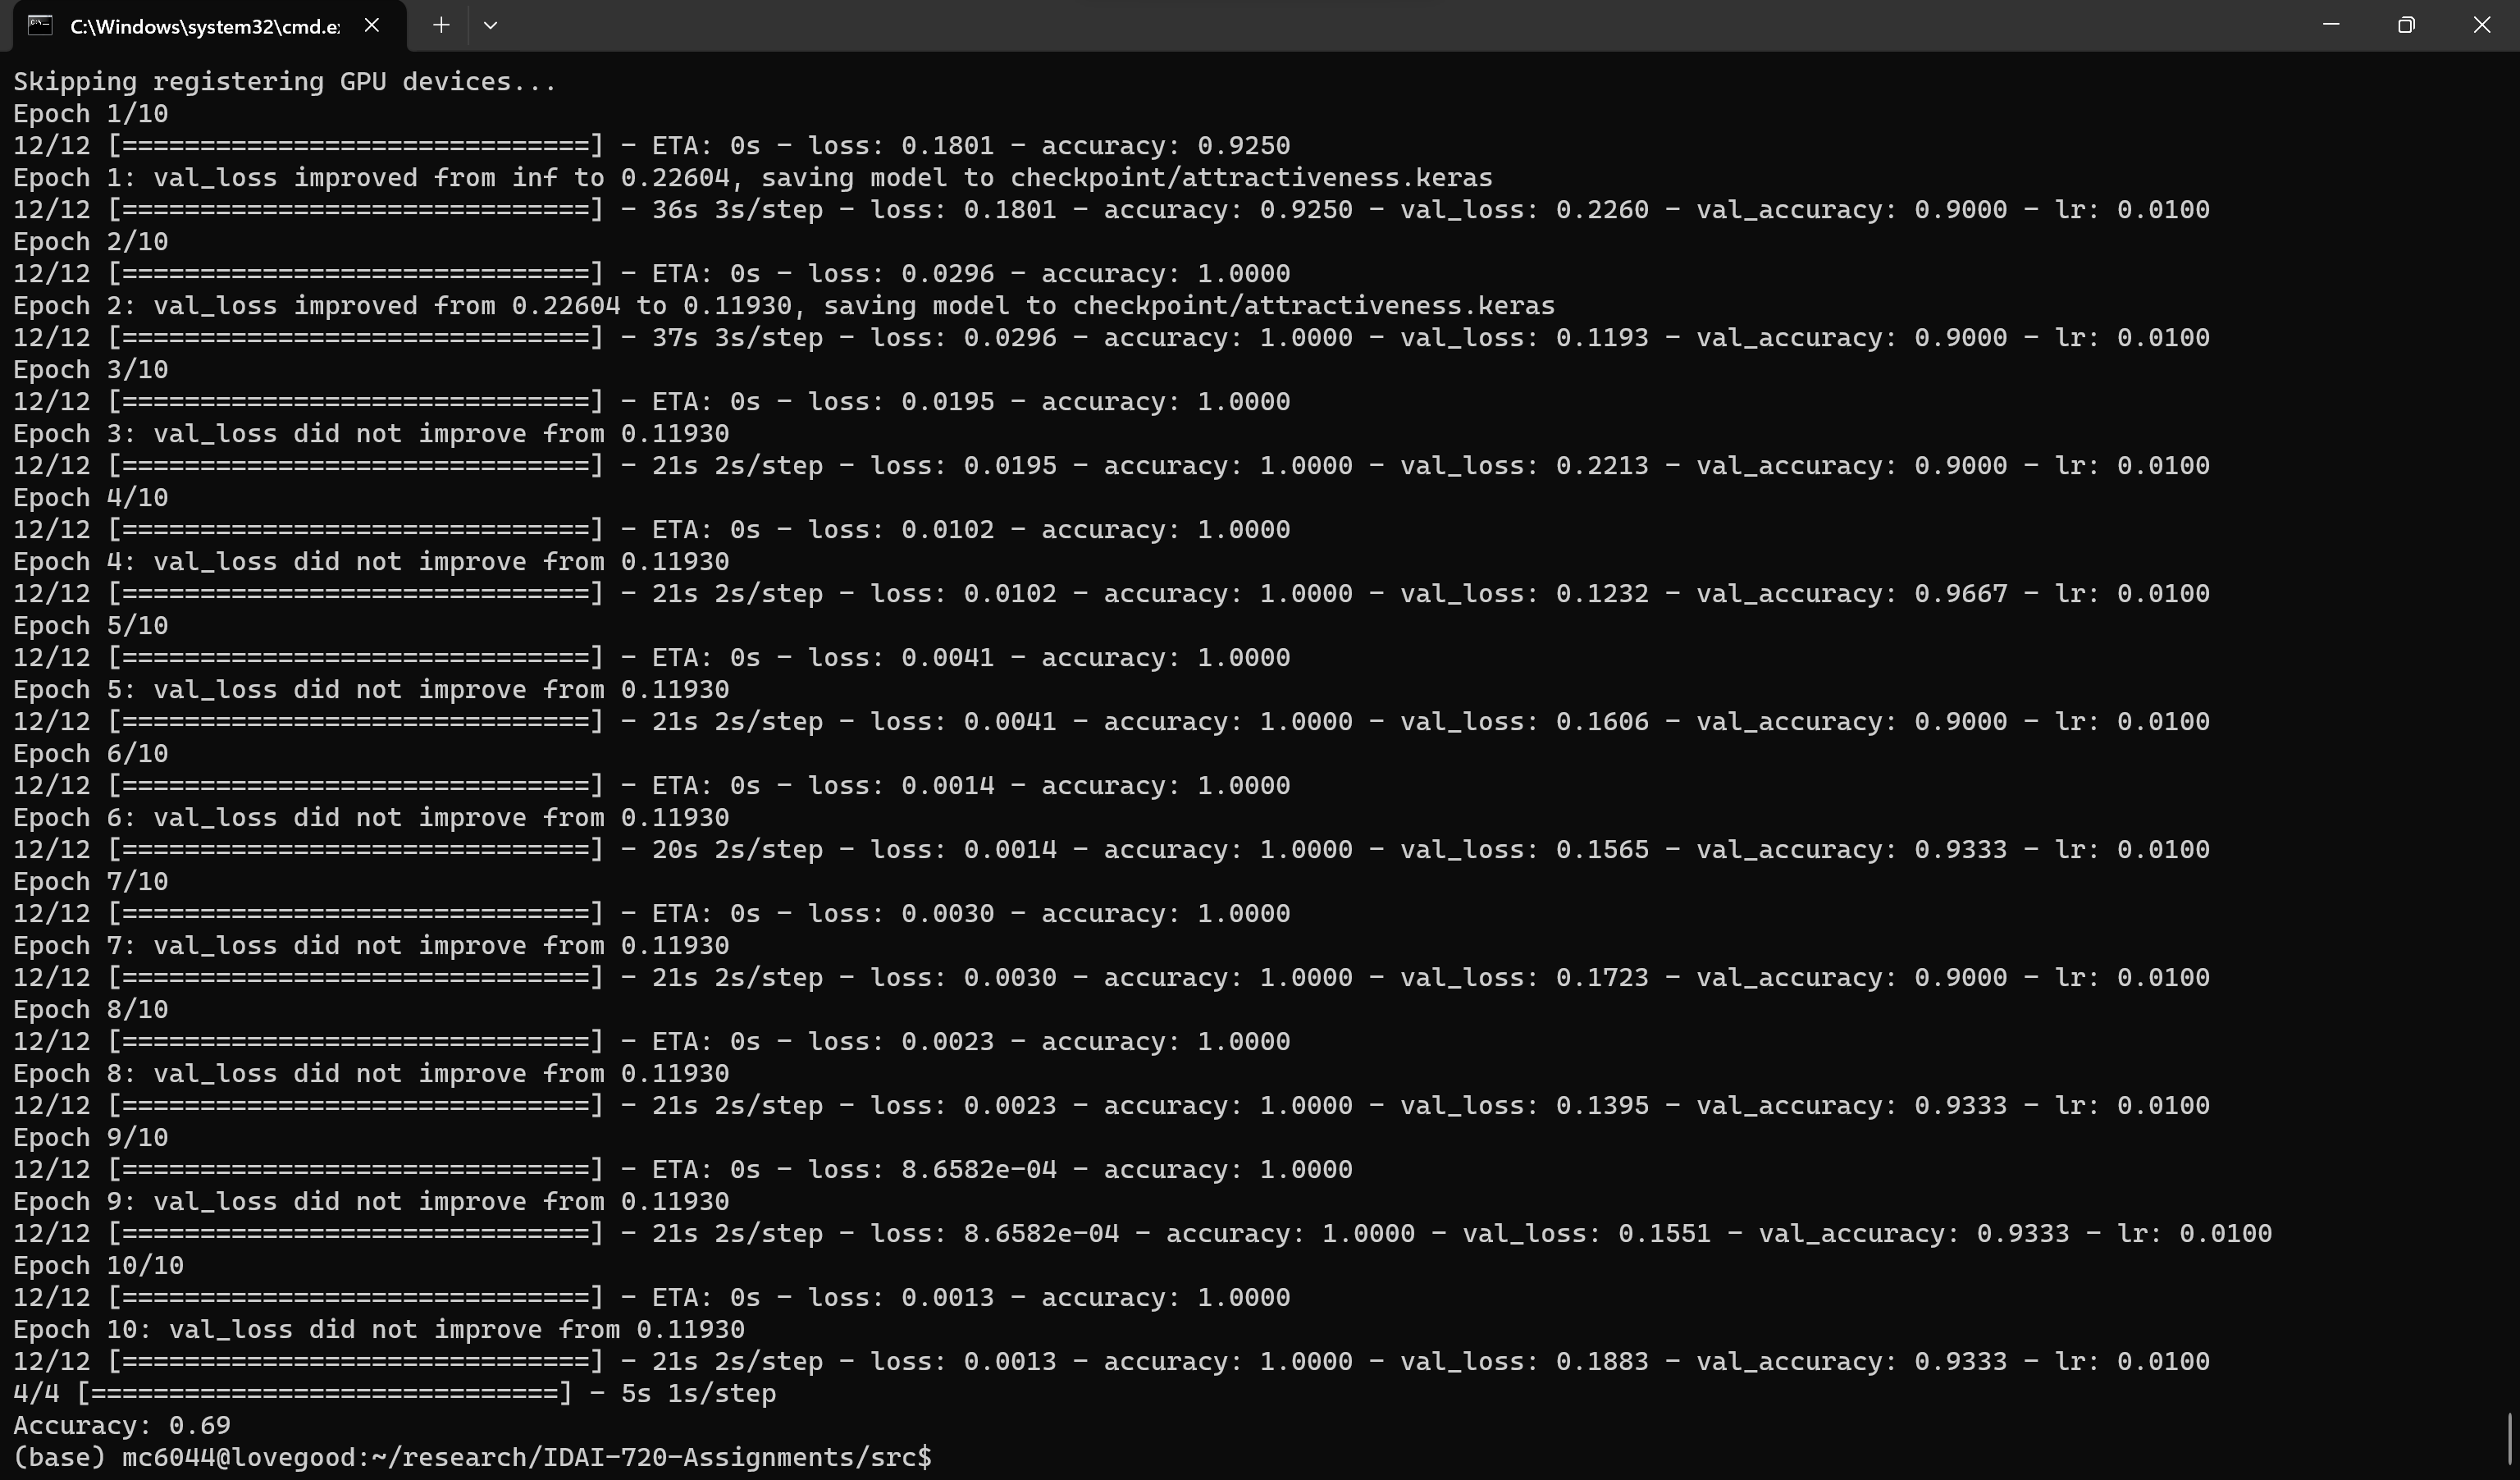 C:\Windows\system32\cmd.e
Skipping registering GPU devices...
Epoch 1/10
12/12 [==============================] - ETA: 0s - loss: 0.1801 - accuracy: 0.9250
Epoch 1: val_loss improved from inf to 0.22604, saving model to checkpoint/attractiveness.keras
12/12 [==============================] - 36s 3s/step - loss: 0.1801 - accuracy: 0.9250 - val_loss: 0.2260 - val_accuracy: 0.9000 - lr: 0.0100
Epoch 2/10
12/12 [==============================] - ETA: 0s - loss: 0.0296 - accuracy: 1.0000
Epoch 2: val_loss improved from 0.22604 to 0.11930, saving model to checkpoint/attractiveness.keras
12/12 [==============================] - 37s 3s/step - loss: 0.0296 - accuracy: 1.0000 - val_loss: 0.1193 - val_accuracy: 0.9000 - lr: 0.0100
Epoch 3/10
12/12 [==============================] - ETA: 0s - loss: 0.0195 - accuracy: 1.0000
Epoch 3: val_loss did not improve from 0.11930
12/12 [==============================] - 21s 2s/step - loss: 0.0195 - accuracy: 1.0000 - val_loss: 0.2213 - val_accuracy: 0.9000 - lr: 0.0100
Epoch 4/10
12/12 [==============================] - ETA: 0s - loss: 0.0102 - accuracy: 1.0000
Epoch 4: val_loss did not improve from 0.11930
12/12 [==============================] - 21s 2s/step - loss: 0.0102 - accuracy: 1.0000 - val_loss: 0.1232 - val_accuracy: 0.9667 - lr: 0.0100
Epoch 5/10
12/12 [==============================] - ETA: 0s - loss: 0.0041 - accuracy: 1.0000
Epoch 5: val_loss did not improve from 0.11930
12/12 [==============================] - 21s 2s/step - loss: 0.0041 - accuracy: 1.0000 - val_loss: 0.1606 - val_accuracy: 0.9000 - lr: 0.0100
Epoch 6/10
12/12 [==============================] - ETA: 0s - loss: 0.0014 - accuracy: 1.0000
Epoch 6: val_loss did not improve from 0.11930
12/12 [==============================] - 20s 2s/step - loss: 0.0014 - accuracy: 1.0000 - val_loss: 0.1565 - val_accuracy: 0.9333 - lr: 0.0100
Epoch 7/10
12/12 [==============================] - ETA: 0s - loss: 0.0030 - accuracy: 1.0000
Epoch 7: val_loss did not improve from 0.11930
12/12 [==============================] - 21s 2s/step - loss: 0.0030 - accuracy: 1.0000 - val_loss: 0.1723 - val_accuracy: 0.9000 - lr: 0.0100
Epoch 8/10
12/12 [==============================] - ETA: 0s - loss: 0.0023 - accuracy: 1.0000
Epoch 8: val_loss did not improve from 0.11930
12/12 [==============================] - 21s 2s/step - loss: 0.0023 - accuracy: 1.0000 - val_loss: 0.1395 - val_accuracy: 0.9333 - lr: 0.0100
Epoch 9/10
12/12 [==============================] - ETA: 0s - loss: 8.6582e-04 - accuracy: 1.0000
Epoch 9: val_loss did not improve from 0.11930
12/12 [==============================] - 21s 2s/step - loss: 8.6582e-04 - accuracy: 1.0000 - val_loss: 0.1551 - val_accuracy: 0.9333 - lr: 0.0100
Epoch 10/10
12/12 [==============================] - ETA: 0s - loss: 0.0013 - accuracy: 1.0000
Epoch 10: val_loss did not improve from 0.11930
12/12 [==============================] - 21s 2s/step - loss: 0.0013 - accuracy: 1.0000 - val_loss: 0.1883 - val_accuracy: 0.9333 - lr: 0.0100
4/4 [==============================] - 5s 1s/step
Accuracy: 0.69
(base) mc6044@lovegood:~/research/IDAI-720-Assignments/src$